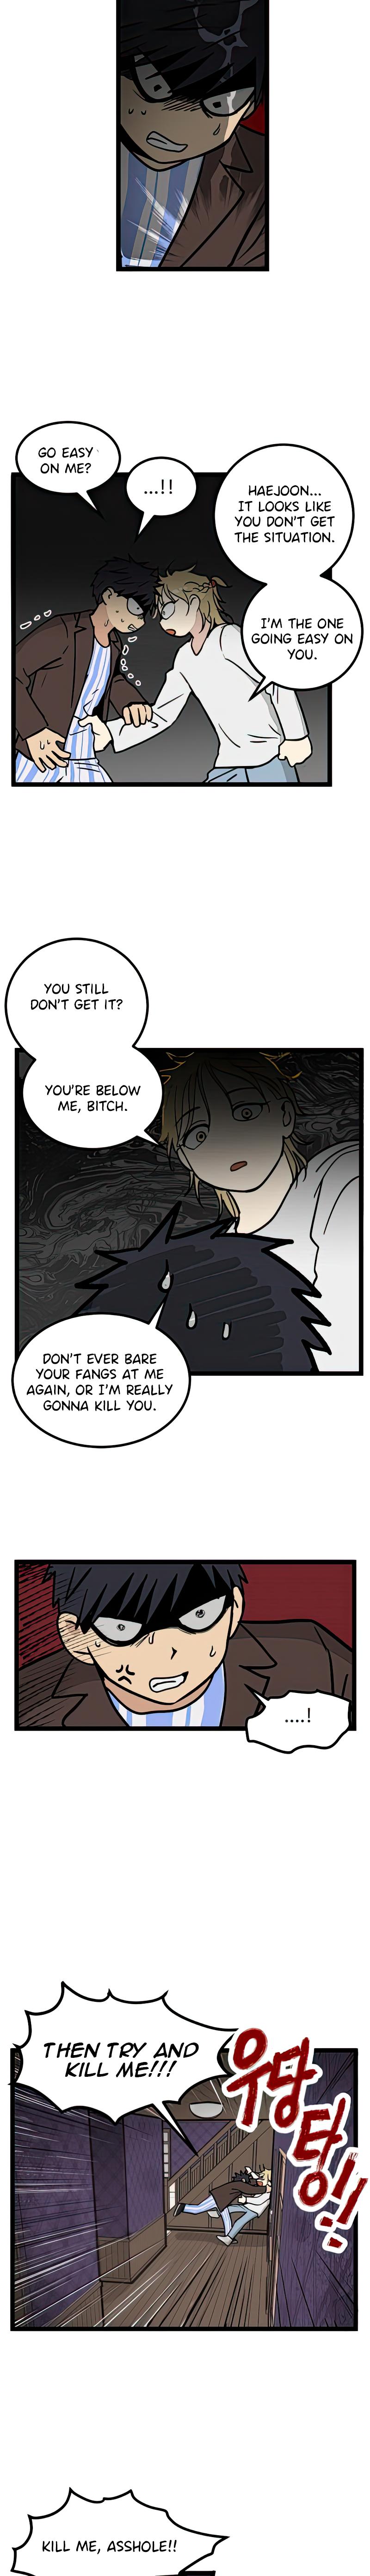 GO EASY
ON ME?
...!!
HAEJOON...
IT LOOKS LIKE
YOU DON'T GET
THE SITUATION.
I'M THE ONE
GOING EASY ON
YOU.
YOU STILL
DON'T GET IT?
YOU'RE BELOW
ME, BITCH.
DON'T EVER BARE
YOUR FANGS AT ME
AGAIN, OR I'M REALLY
GONNA KILL YOU.
....!
THEN TRY AND
KILL ME!!!
우당
탕!!
KILL ME, ASSHOLE!!